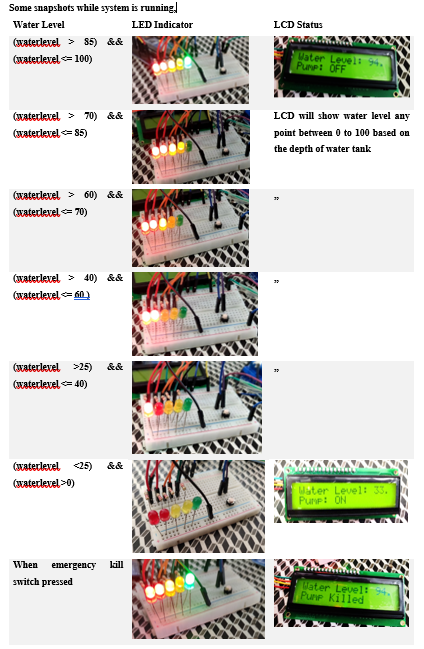 Some snapshots while system is running,
Water Level LED Indicator LCD Status
(waterlevel > 85) &&
(waterlevel <= 100)
Water Level: 94.
Pump: OFF
(waterlevel > 70) &&
(waterlevel <= 85)
LCD will show water level any
point between 0 to 100 based on
the depth of water tank
(waterlevel > 60) &&
(waterlevel <= 70)
”
(waterlevel > 40) &&
(waterlevel <= 60 )
”
(waterlevel >25) &&
(waterlevel <= 40)
”
(waterlevel <25) &&
(waterlevel >0)
Water Level: 33.
Pump: ON
When emergency kill
switch pressed
Water Level: 94.
Pump Killed